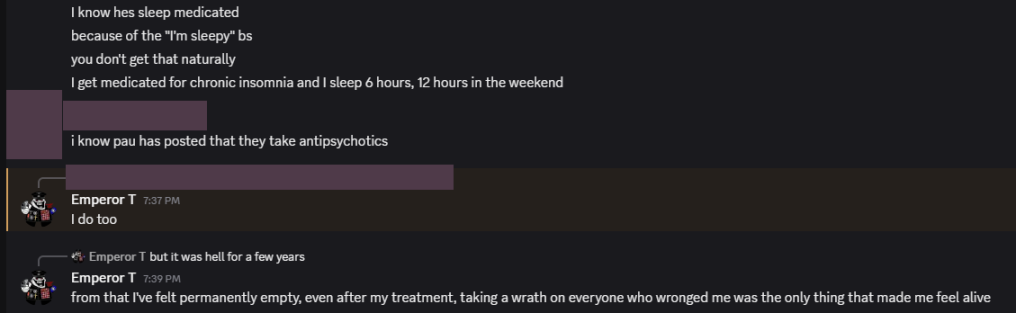 I know hes sleep medicated
because of the "I'm sleepy" bs
you don't get that naturally
I get medicated for chronic insomnia and I sleep 6 hours, 12 hours in the weekend
i know pau has posted that they take antipsychotics
Emperor T 7:37 PM
I do too
Emperor T but it was hell for a few years
Emperor T 7:39 PM
from that I've felt permanently empty, even after my treatment, taking a wrath on everyone who wronged me was the only thing that made me feel alive